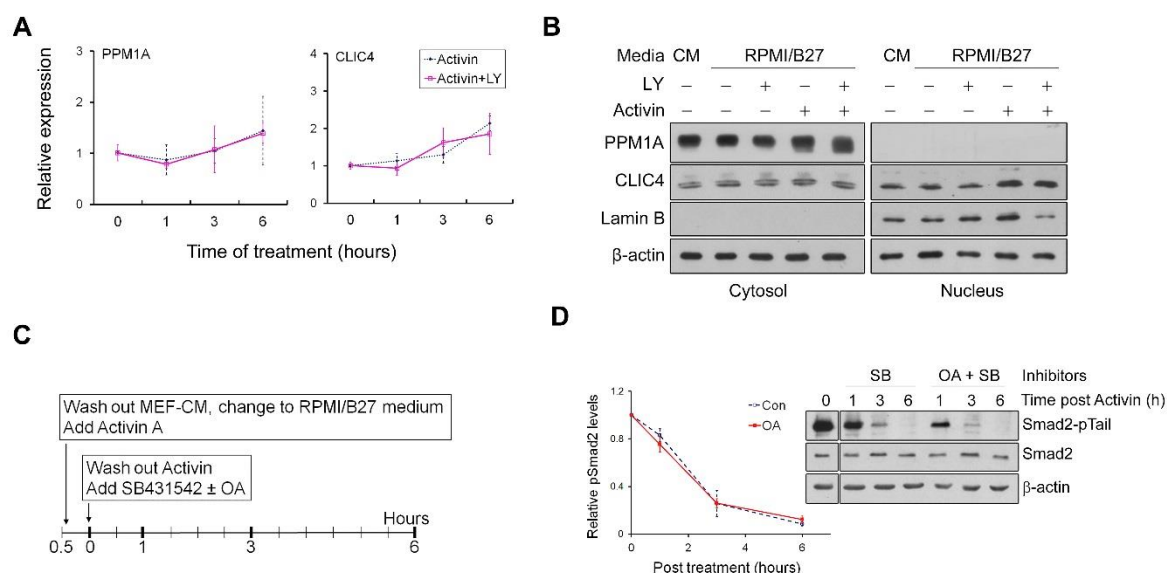 A
PPM1A
CLIC4
Activin
Activin+LY
Relative expression
3
2
1
0
4
3
2
1
0
0 1 3 6
0 1 3 6
Time of treatment (hours)
B
Media CM RPMI/B27 CM RPMI/B27
LY − − + − + − − + − +
Activin − − − + + − − − + +
PPM1A
CLIC4
Lamin B
β-actin
Cytosol Nucleus
C
Wash out MEF-CM, change to RPMI/B27 medium
Add Activin A
Wash out Activin
Add SB431542 ± OA
Hours
0.5 0 1 3 6
D
Relative pSmad2 levels
1.2
0.8
0.4
0
0 2 4 6
Post treatment (hours)
Con
OA
SB OA + SB Inhibitors
0 1 3 6 1 3 6 Time post Activin (h)
Smad2-pTail
Smad2
β-actin